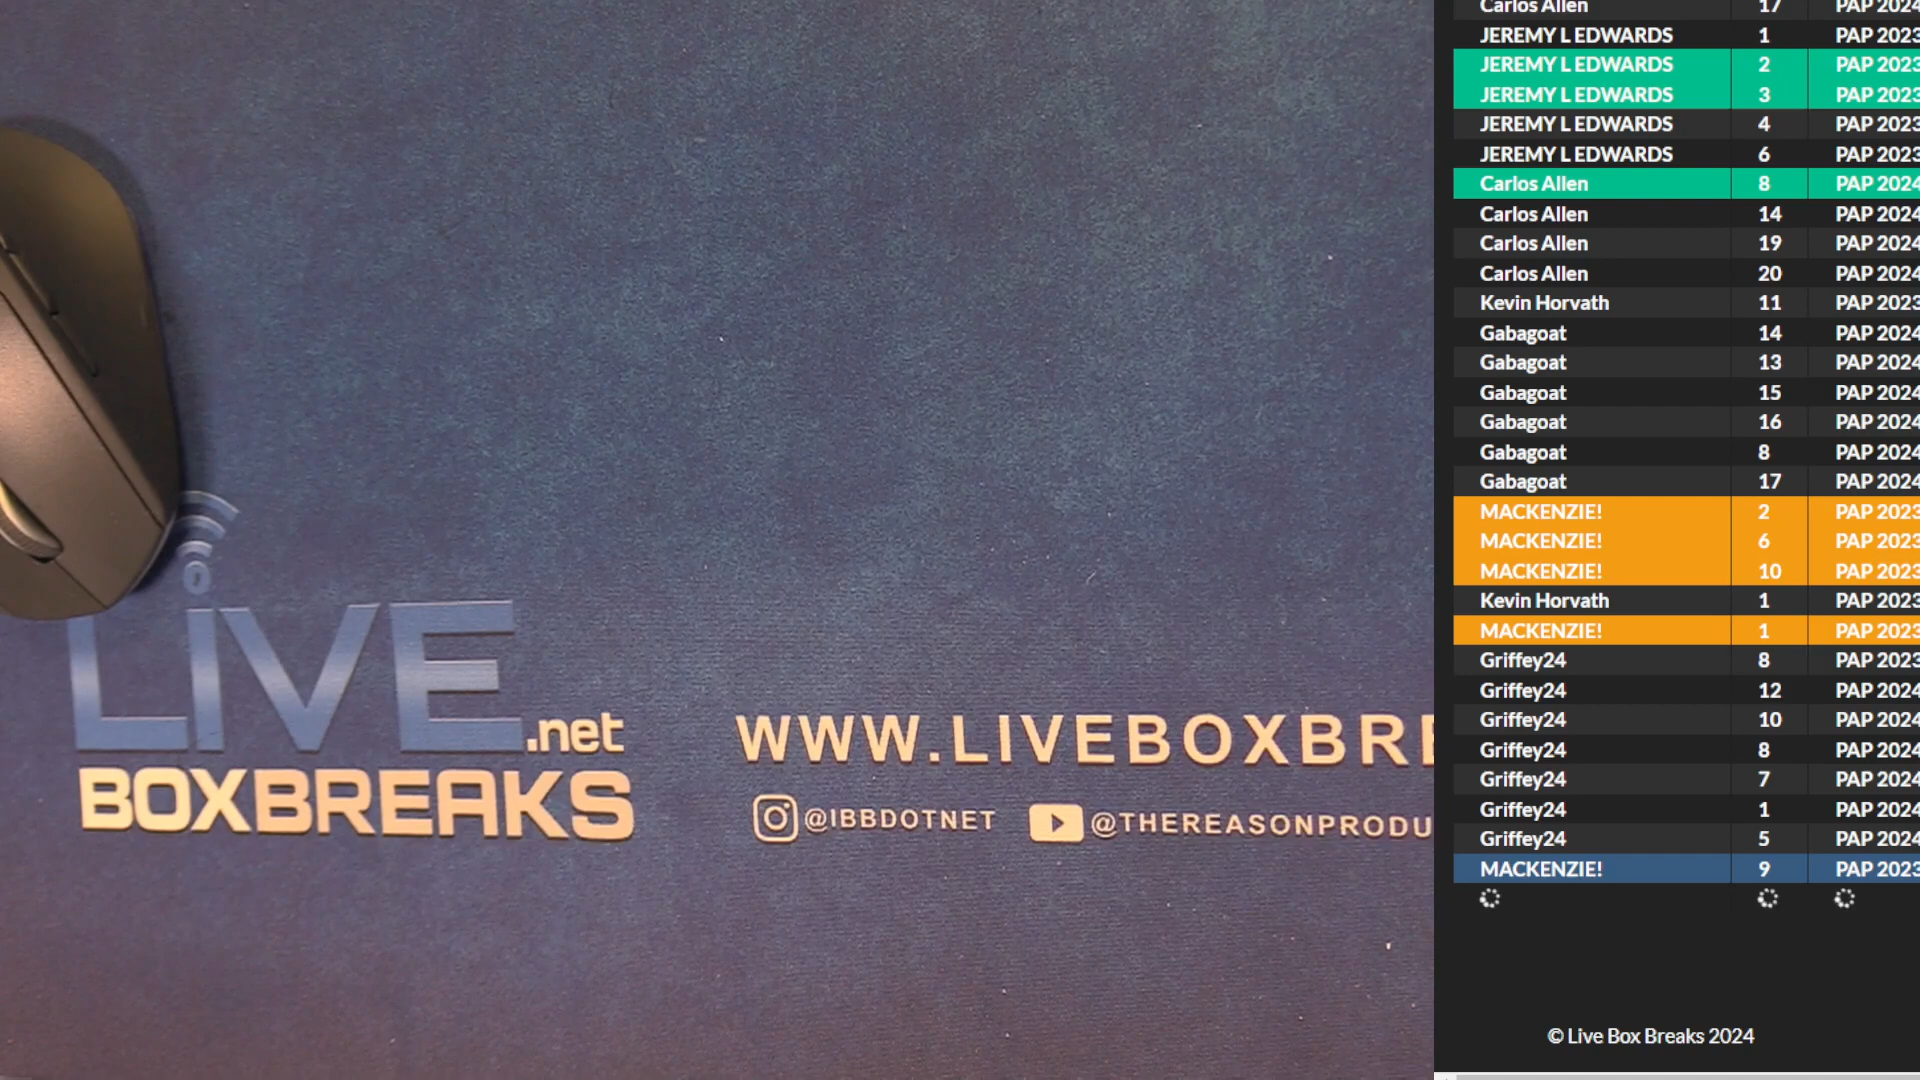 LIVE
.net
BOXBREAKS
WWW.LIVEBOXBRE
@IBBDOTNET
@THEREASONPRODU
Carlos Allen 17 PAP 2024
JEREMY L EDWARDS 1 PAP 2023
JEREMY L EDWARDS 2 PAP 2023
JEREMY L EDWARDS 3 PAP 2023
JEREMY L EDWARDS 4 PAP 2023
JEREMY L EDWARDS 6 PAP 2023
Carlos Allen 8 PAP 2024
Carlos Allen 14 PAP 2024
Carlos Allen 19 PAP 2024
Carlos Allen 20 PAP 2024
Kevin Horvath 11 PAP 2023
Gabagoat 14 PAP 2024
Gabagoat 13 PAP 2024
Gabagoat 15 PAP 2024
Gabagoat 16 PAP 2024
Gabagoat 8 PAP 2024
Gabagoat 17 PAP 2024
MACKENZIE! 2 PAP 2023
MACKENZIE! 6 PAP 2023
MACKENZIE! 10 PAP 2023
Kevin Horvath 1 PAP 2023
MACKENZIE! 1 PAP 2023
Griffey24 8 PAP 2023
Griffey24 12 PAP 2024
Griffey24 10 PAP 2024
Griffey24 8 PAP 2024
Griffey24 7 PAP 2024
Griffey24 1 PAP 2024
Griffey24 5 PAP 2024
MACKENZIE! 9 PAP 2023
© Live Box Breaks 2024